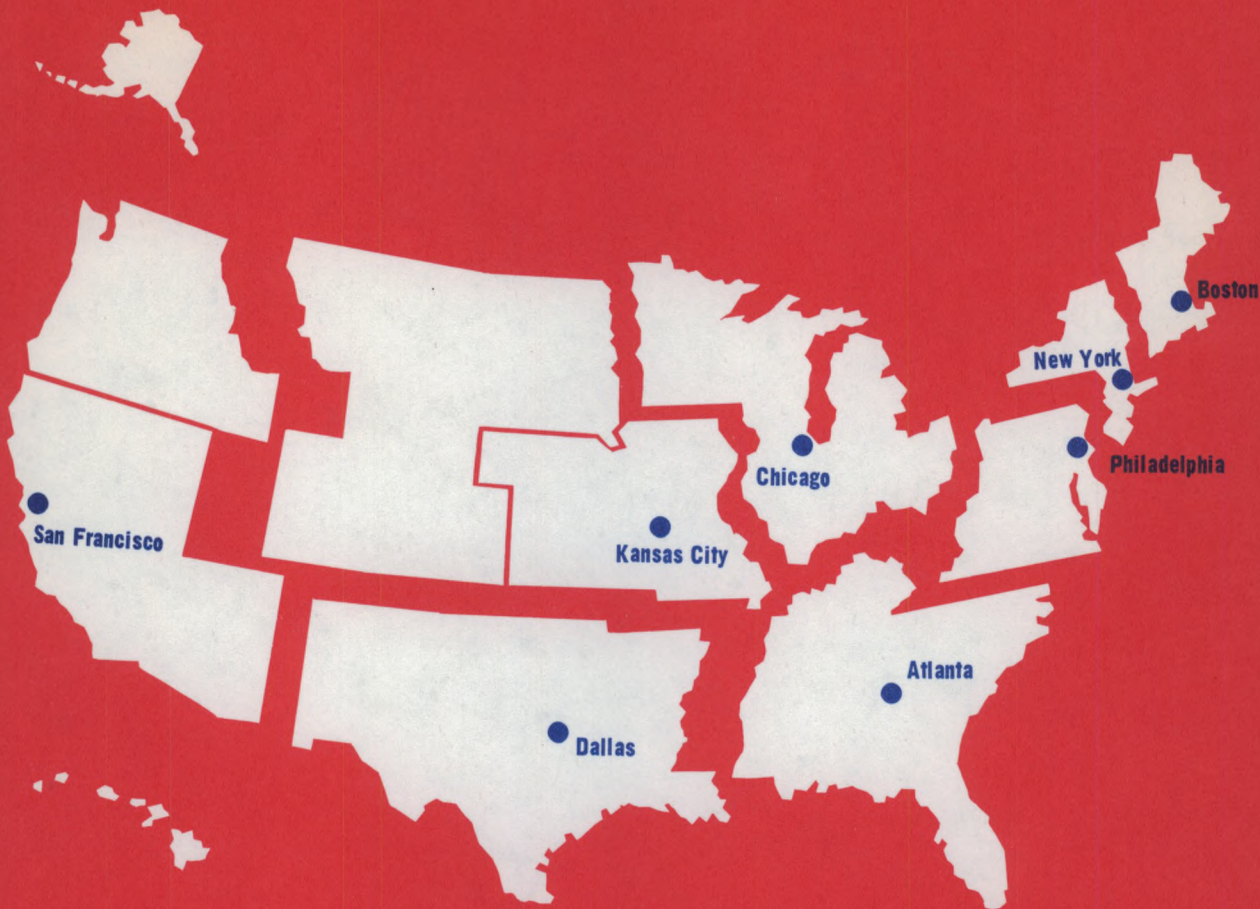 Boston
New York
Chicago
Philadelphia
San Francisco
Kansas City
Atlanta
Dallas